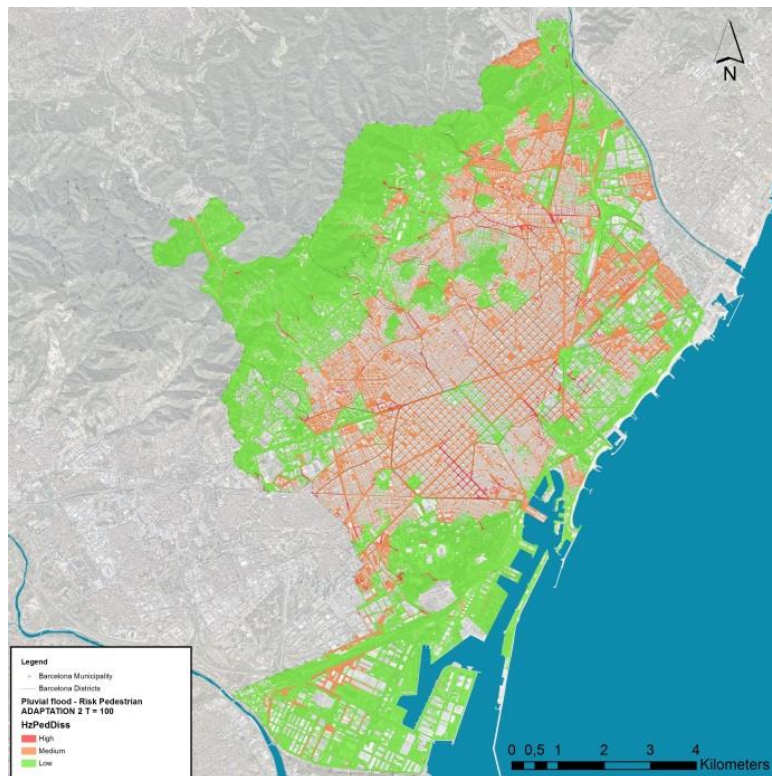 N
Legend
Barcelona Municipality
Barcelona Districts
Pluvial flood - Risk Pedestrian
ADAPTATION 2 T = 100
HzPedDiss
High
Medium
Low
0 0,5 1 2 3 4
Kilometers